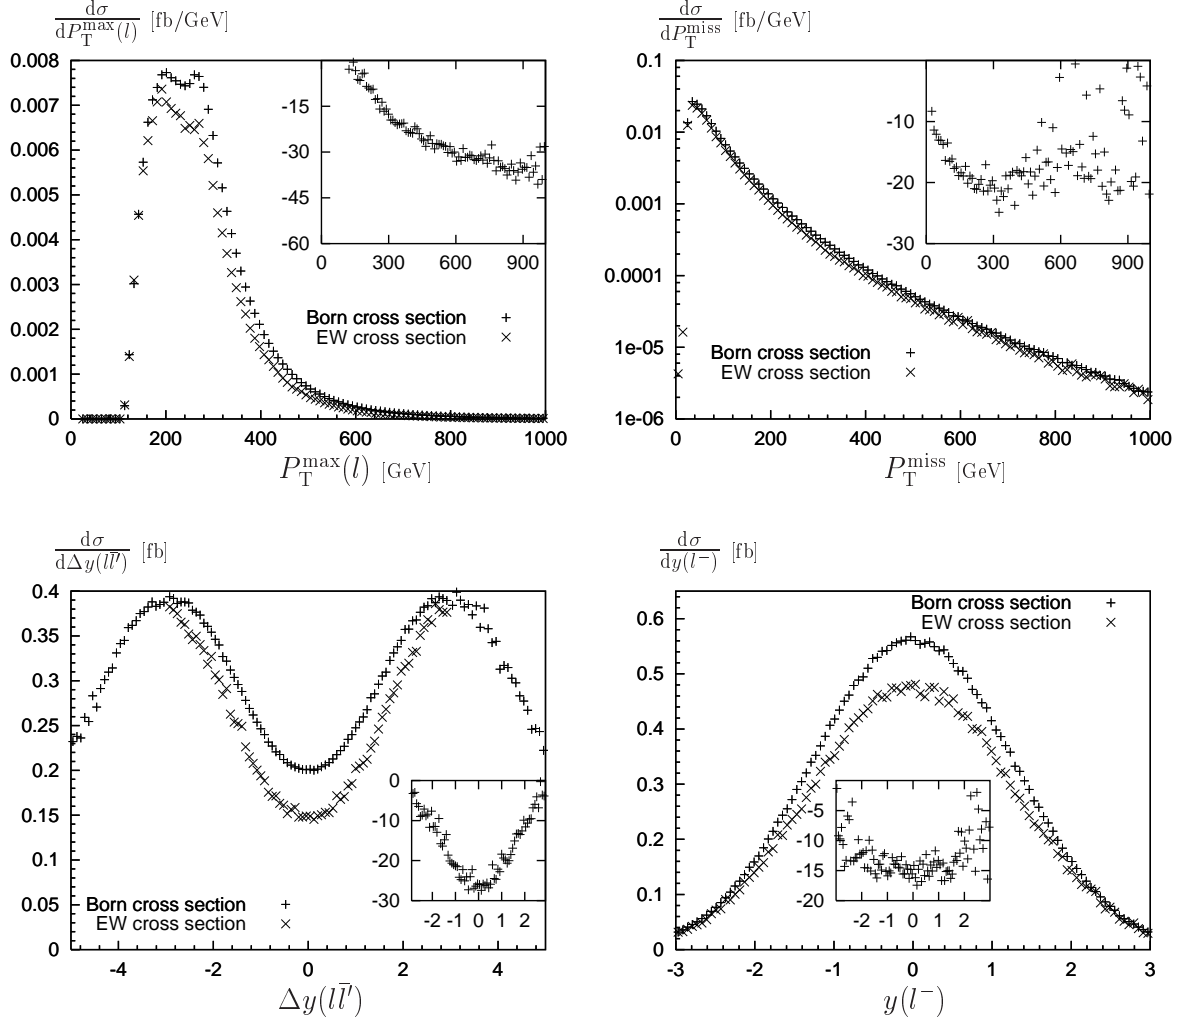 dσ/dP_T^max(l) [fb/GeV]
0.008
0.007
0.006
0.005
0.004
0.003
0.002
0.001
0
0 200 400 600 800 1000
P_T^max(l) [GeV]
-15
-30
-45
-60
0 300 600 900
Born cross section
EW cross section
dσ/dP_T^miss [fb/GeV]
0.1
0.01
0.001
0.0001
1e-05
1e-06
0 200 400 600 800 1000
P_T^miss [GeV]
-10
-20
-30
0 300 600 900
Born cross section
EW cross section
dσ/dΔy(ll̅′) [fb]
0.4
0.35
0.3
0.25
0.2
0.15
0.1
0.05
0
-4 -2 0 2 4
Δy(ll̅′)
0
-10
-20
-30
-2 -1 0 1 2
Born cross section
EW cross section
dσ/dy(l⁻) [fb]
0.6
0.5
0.4
0.3
0.2
0.1
0
-3 -2 -1 0 1 2 3
y(l⁻)
Born cross section
EW cross section
-5
-10
-15
-20
-2 -1 0 1 2